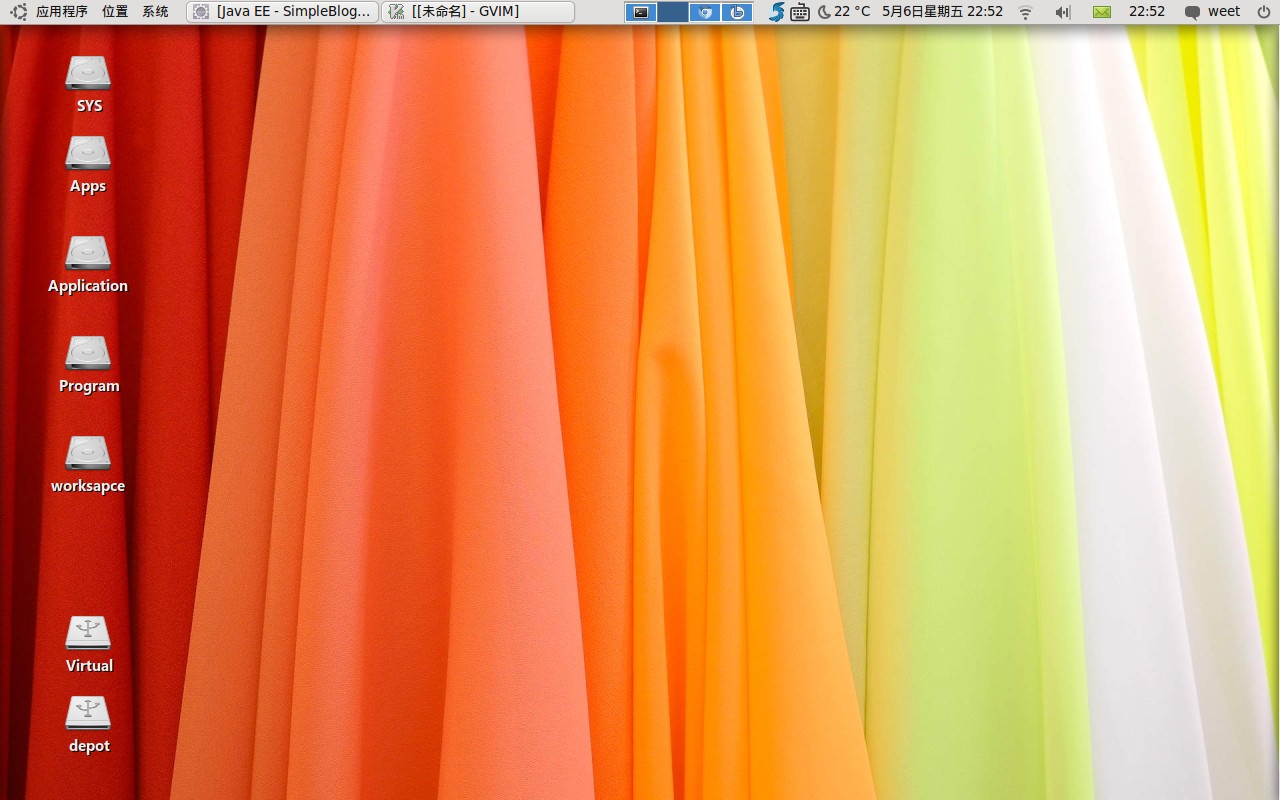 应用程序 位置 系统 [Java EE - SimpleBlog... [[未命名] - GVIM] 22 °C 5月6日星期五 22:52 22:52 weet
SYS
Apps
Application
Program
worksapce
Virtual
depot